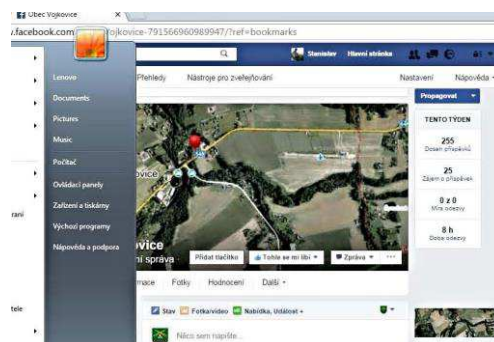 Obec Vojkovice
facebook.com
ojkovice-791566960989947/?ref=bookmarks
Stanislav Hlavní stránka
Přehledy Nástroje pro zveřejňování Nastavení Nápověda
Lenovo
Documents
Pictures
Music
Počítač
Ovládací panely
Zařízení a tiskárny
Výchozí programy
Nápověda a podpora
Propagovat
TENTO TÝDEN
255
Dosah příspěvků
25
Zájem o příspěvek
0 z 0
Míra odezvy
8 h
Doba odezvy
ovice
vice
ní správa
Přidat tlačítko Tohle se mi líbí Zpráva ...
mace Fotky Hodnocení Další
Stav Fotka/video Nabídka, Událost +
Něco sem napište...
raní
tele